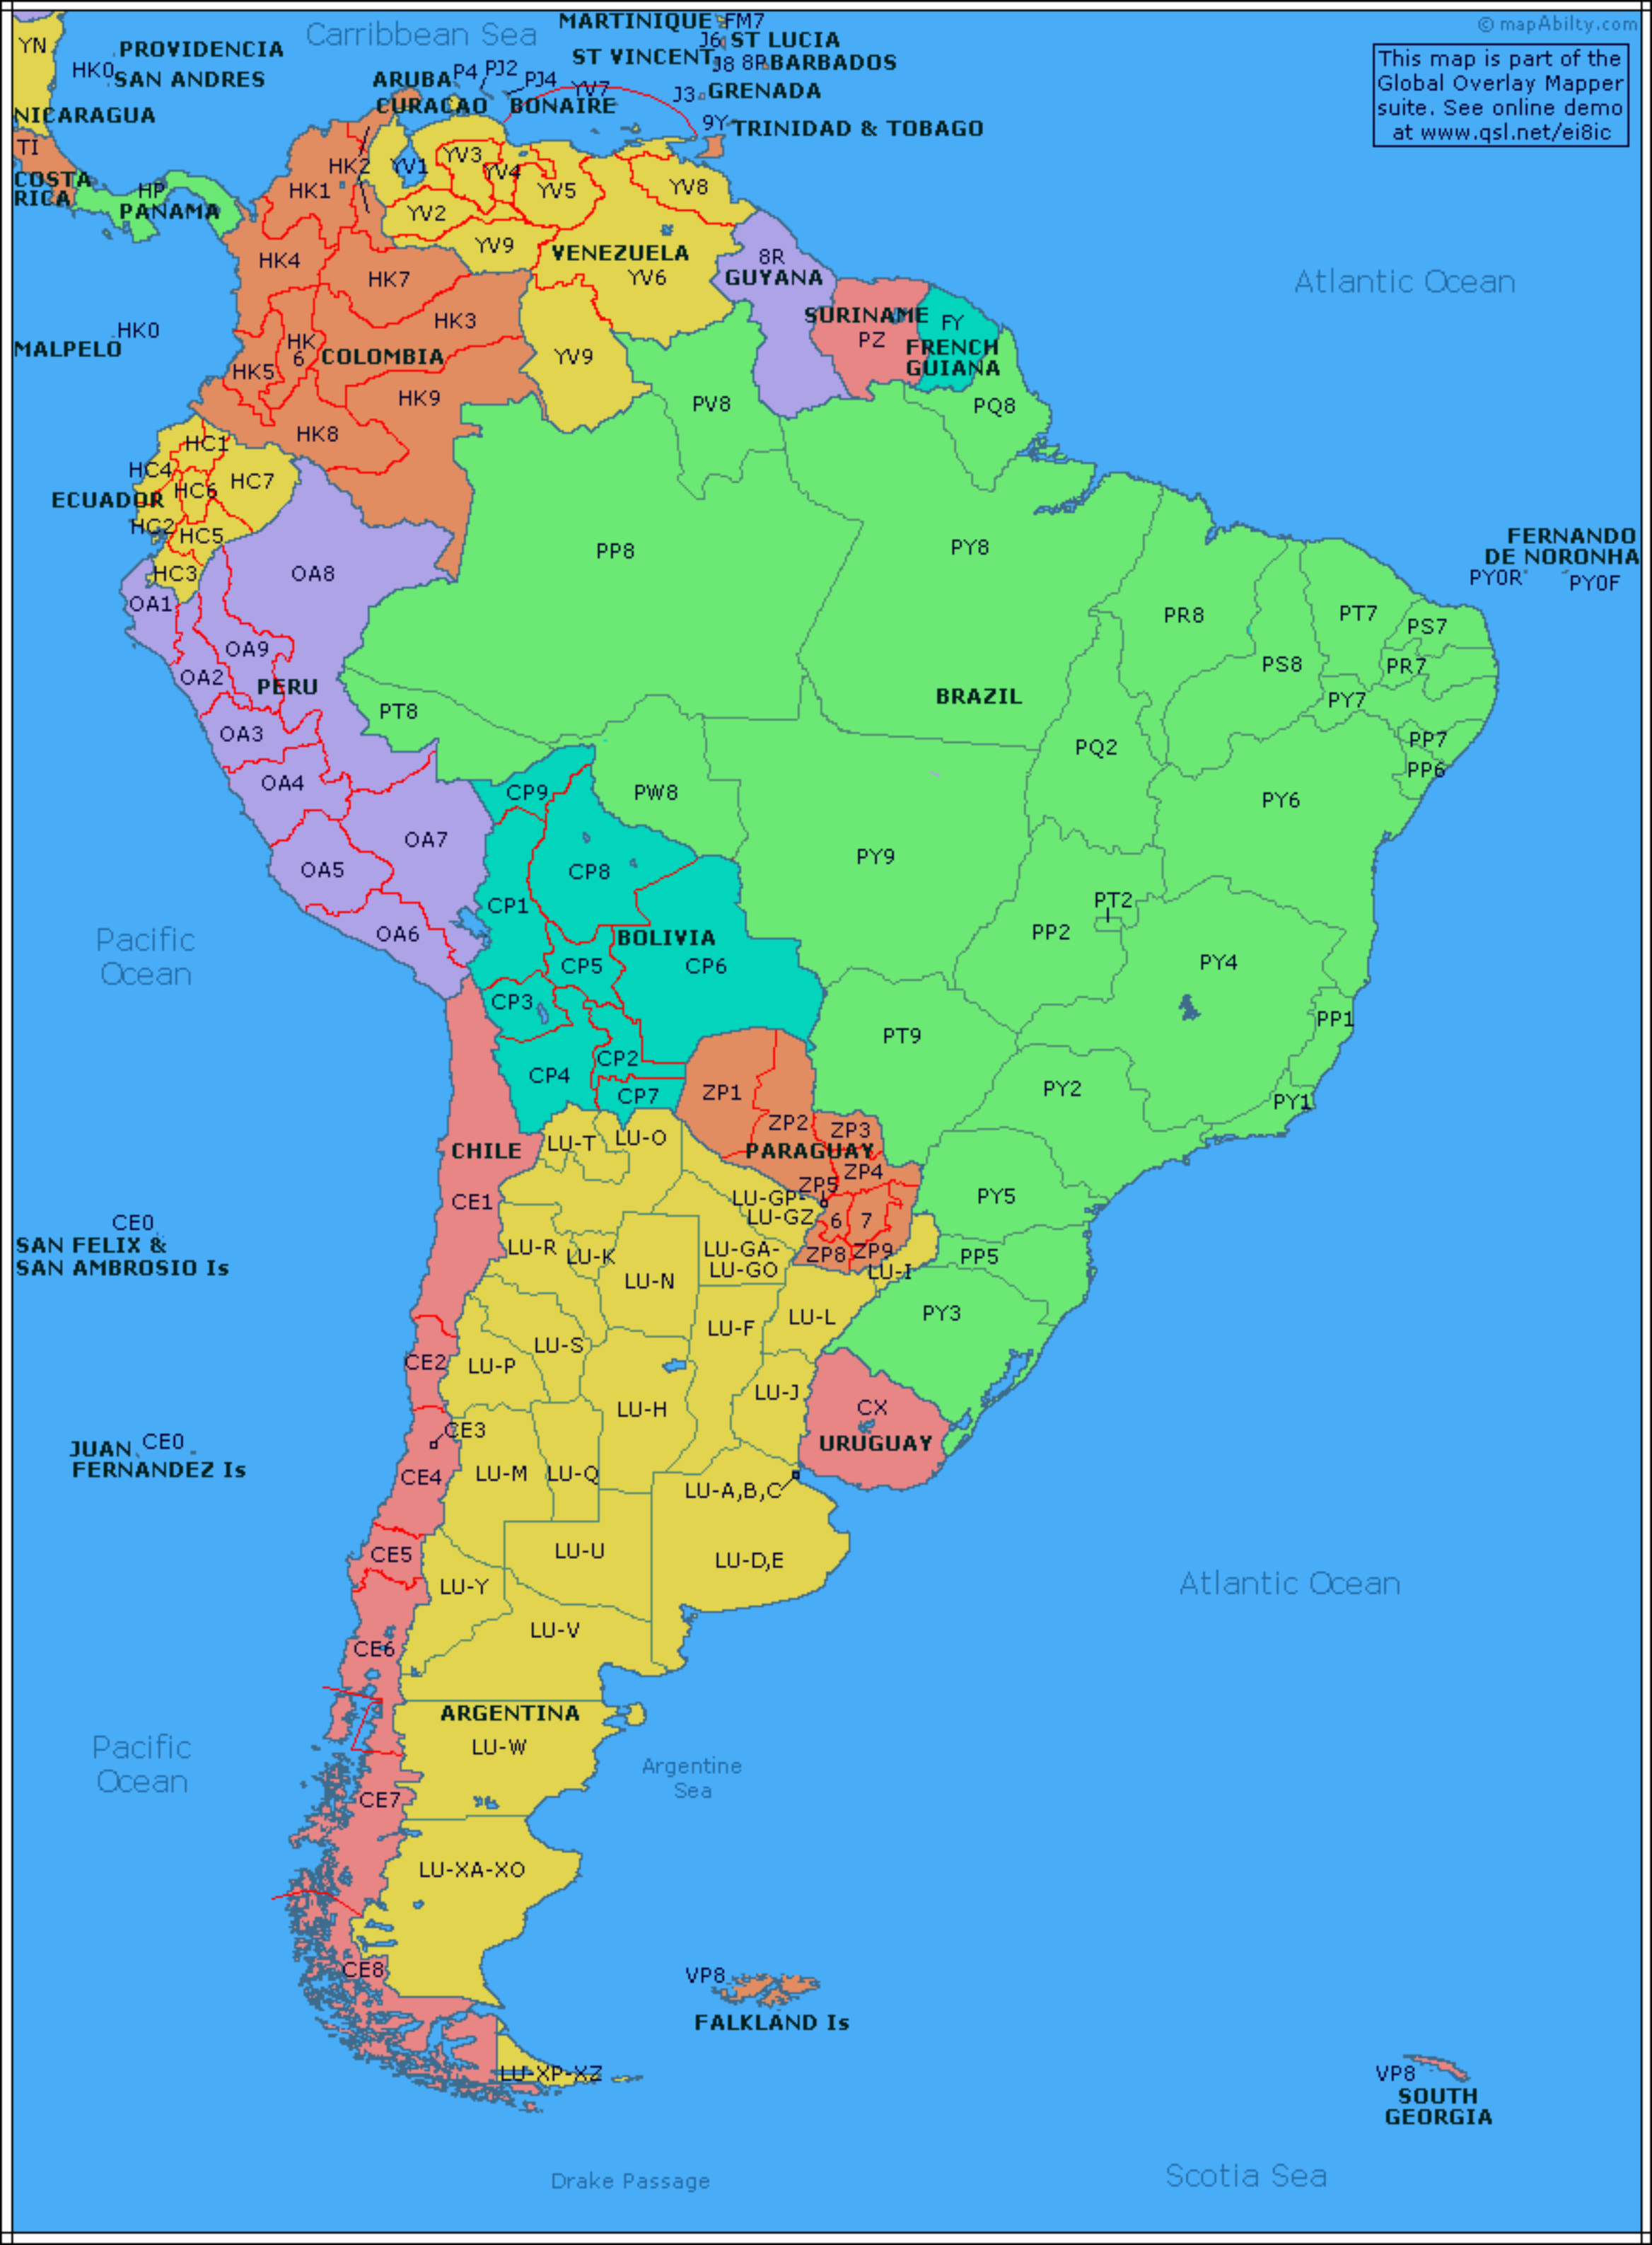 © mapAbilty.com
This map is part of the
Global Overlay Mapper
suite. See online demo
at www.qsl.net/ei8ic
Carribbean Sea
MARTINIQUE FM7
J6 ST LUCIA
ST VINCENT
J8 8P BARBADOS
J3 GRENADA
9Y TRINIDAD & TOBAGO
YN
NICARAGUA
HK0
PROVIDENCIA
SAN ANDRES
ARUBA P4 PJ2 PJ4
CURACAO BONAIRE
YV7
TI
COSTA
RICA
HP
PANAMA
HK2
HK1
YV1
YV3
YV4
YV5
YV8
YV2
YV9
VENEZUELA
YV6
HK4
HK7
8R
GUYANA
Atlantic Ocean
HK0
MALPELO
HK3
HK
6
COLOMBIA
HK5
YV9
SURINAME
PZ
FY
FRENCH
GUIANA
HK9
PV8
PQ8
HK8
HC1
HC4
HC6
HC7
ECUADOR
HC2
HC5
HC3
OA8
OA1
PP8
PY8
FERNANDO
DE NORONHA
PY0R
PY0F
PR8
PT7
PS7
OA9
OA2
PERU
PS8
PR7
BRAZIL
PY7
PT8
OA3
PQ2
PP7
PP6
OA4
CP9
PW8
PY6
OA7
OA5
CP8
PY9
CP1
PT2
OA6
BOLIVIA
PP2
Pacific
Ocean
CP5
CP6
PY4
CP3
PP1
PT9
CP2
CP4
CP7
ZP1
PY2
PY1
ZP2
ZP3
LU-T
LU-O
CHILE
PARAGUAY
ZP4
ZP5
CE1
LU-GP-
LU-GZ
PY5
6
7
CE0
SAN FELIX &
SAN AMBROSIO Is
LU-R
LU-K
LU-GA-
LU-GO
ZP8
ZP9
PP5
LU-I
LU-N
LU-L
PY3
LU-F
CE2
LU-P
LU-S
LU-J
LU-H
CX
URUGUAY
CE3
JUAN CE0
FERNANDEZ Is
CE4
LU-M
LU-Q
LU-A,B,C
CE5
LU-U
LU-D,E
LU-Y
Atlantic Ocean
LU-V
CE6
ARGENTINA
LU-W
Pacific
Ocean
Argentine
Sea
CE7
LU-XA-XO
CE8
VP8
FALKLAND Is
LU-XP-XZ
VP8
SOUTH
GEORGIA
Drake Passage
Scotia Sea